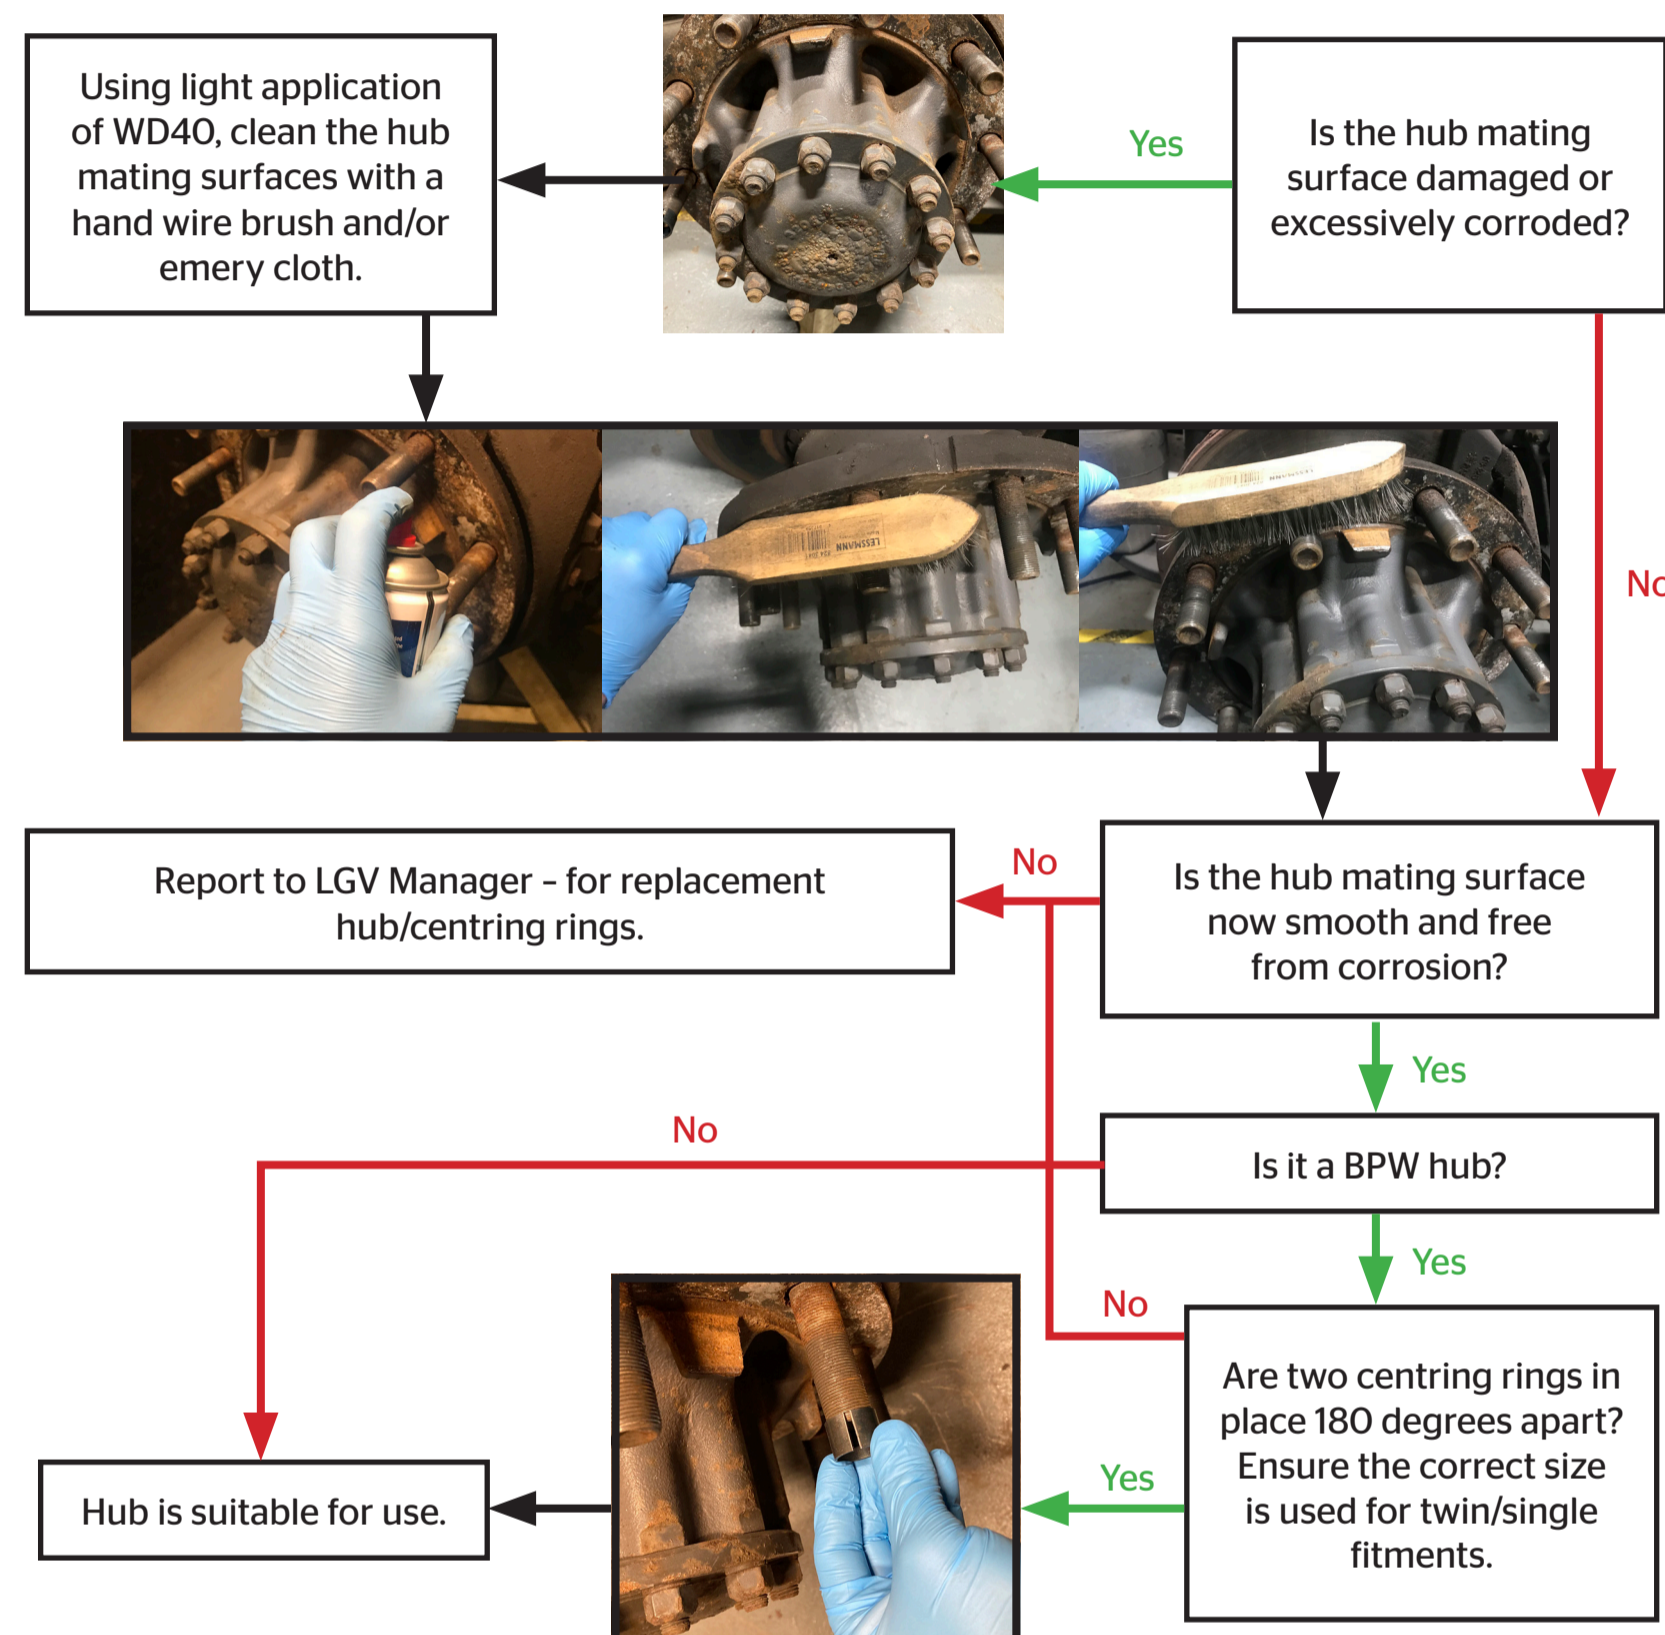 Using light application
of WD40, clean the hub
mating surfaces with a
hand wire brush and/or
emery cloth.
Yes
Is the hub mating
surface damaged or
excessively corroded?
LESSMANN
LESSMANN
No
Report to LGV Manager – for replacement
hub/centring rings.
No
Is the hub mating surface
now smooth and free
from corrosion?
Yes
No
Is it a BPW hub?
Yes
No
Are two centring rings in
place 180 degrees apart?
Ensure the correct size
is used for twin/single
fitments.
Yes
Hub is suitable for use.